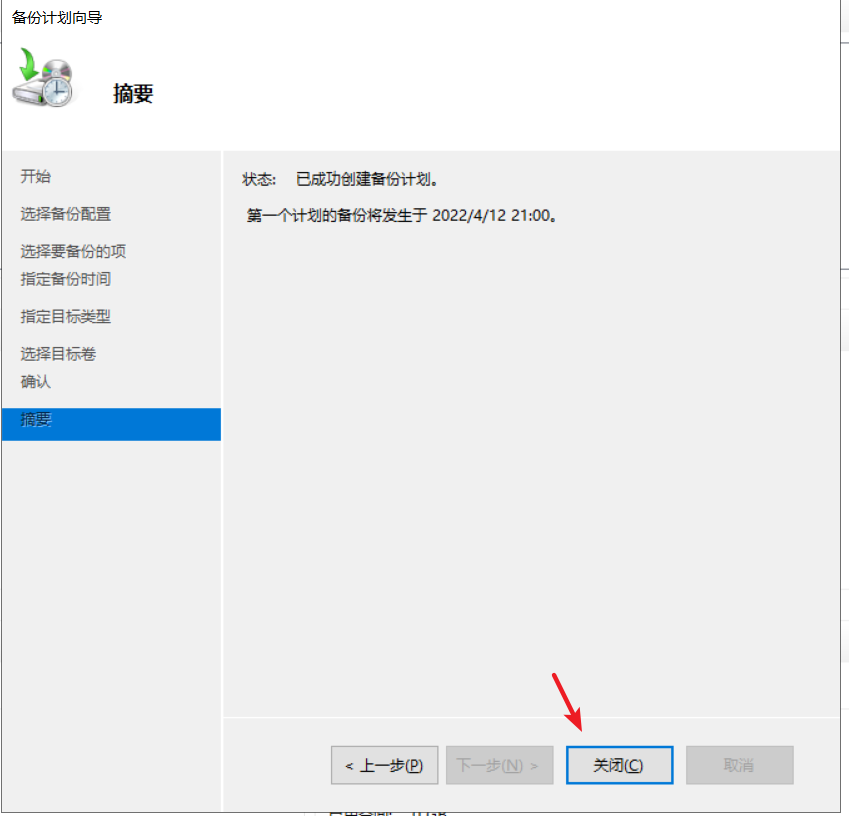 备份计划向导
摘要
开始
选择备份配置
选择要备份的项
指定备份时间
指定目标类型
选择目标卷
确认
摘要
状态: 已成功创建备份计划。
第一个计划的备份将发生于 2022/4/12 21:00。
< 上一步(P)
下一步(N) >
关闭(C)
取消